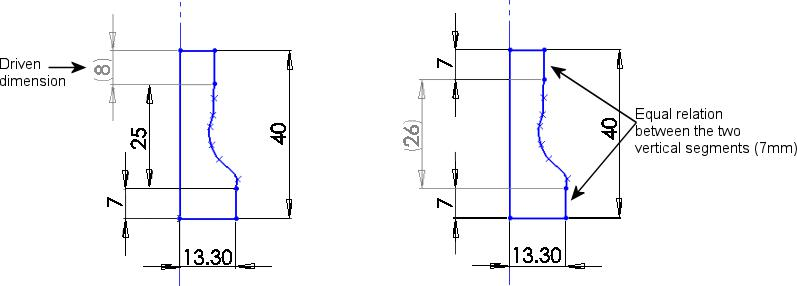 Driven
dimension
(8)
25
7
40
13.30
7
(26)
7
40
13.30
Equal relation
between the two
vertical segments (7mm)